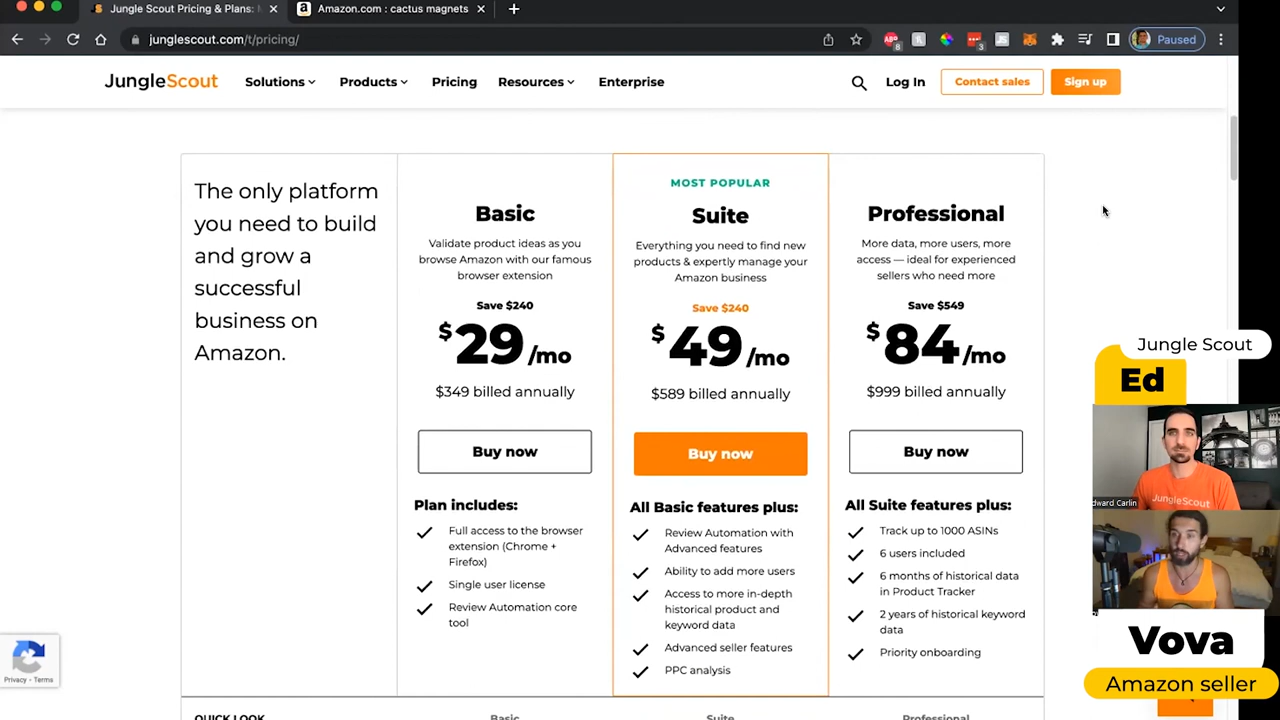 Jungle Scout Pricing & Plans: M
Amazon.com : cactus magnets
junglescout.com/t/pricing/
8
3
Paused
JungleScout
Solutions
Products
Pricing
Resources
Enterprise
Log In
Contact sales
Sign up
The only platform
you need to build
and grow a
successful
business on
Amazon.
Basic
Validate product ideas as you
browse Amazon with our famous
browser extension
Save $240
$29/mo
$349 billed annually
Buy now
Plan includes:
Full access to the browser
extension (Chrome +
Firefox)
Single user license
Review Automation core
tool
MOST POPULAR
Suite
Everything you need to find new
products & expertly manage your
Amazon business
Save $240
$49/mo
$589 billed annually
Buy now
All Basic features plus:
Review Automation with
Advanced features
Ability to add more users
Access to more in-depth
historical product and
keyword data
Advanced seller features
PPC analysis
Professional
More data, more users, more
access — ideal for experienced
sellers who need more
Save $549
$84/mo
$999 billed annually
Buy now
All Suite features plus:
Track up to 1000 ASINs
6 users included
6 months of historical data
in Product Tracker
2 years of historical keyword
data
Priority onboarding
QUICK LOOK
Basic
Suite
Professional
Privacy - Terms
Jungle Scout
Ed
JungleScout
dward Carlin
Vova
Amazon seller